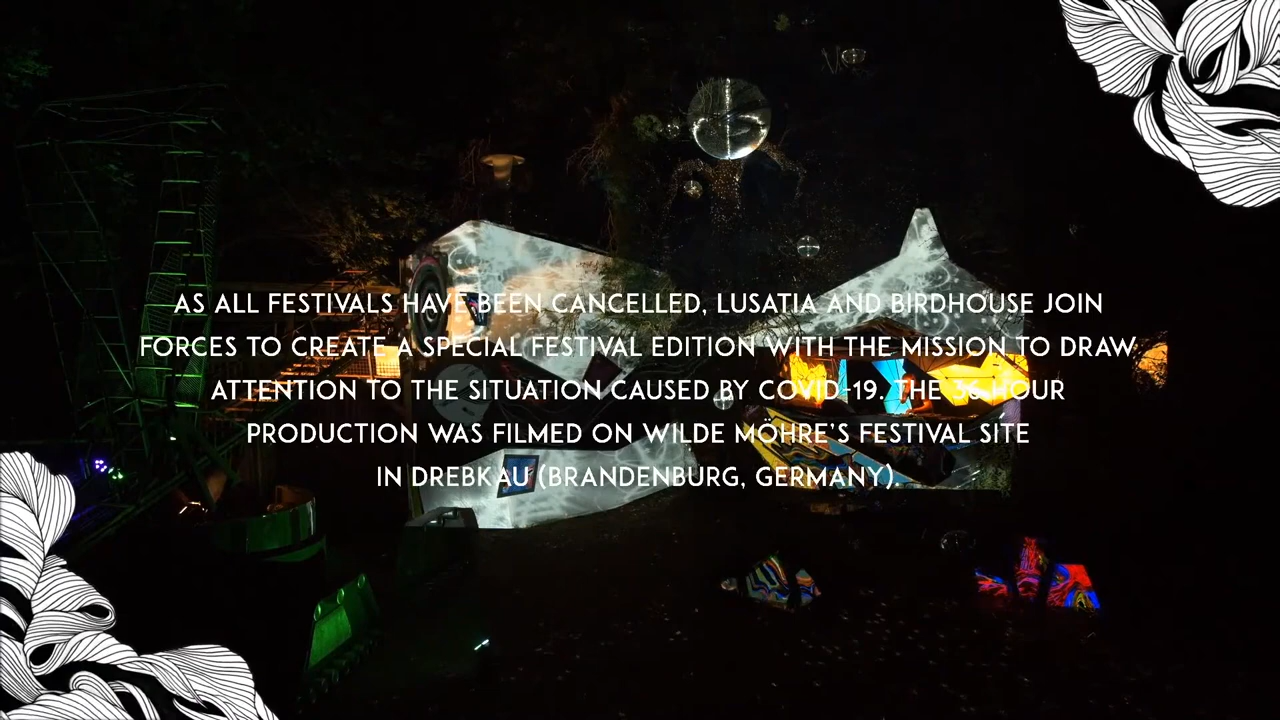 AS ALL FESTIVALS HAVE BEEN CANCELLED, LUSATIA AND BIRDHOUSE JOIN
FORCES TO CREATE A SPECIAL FESTIVAL EDITION WITH THE MISSION TO DRAW
ATTENTION TO THE SITUATION CAUSED BY COVID-19. THE 36 HOUR
PRODUCTION WAS FILMED ON WILDE MÖHRE'S FESTIVAL SITE
IN DREBKAU (BRANDENBURG, GERMANY).